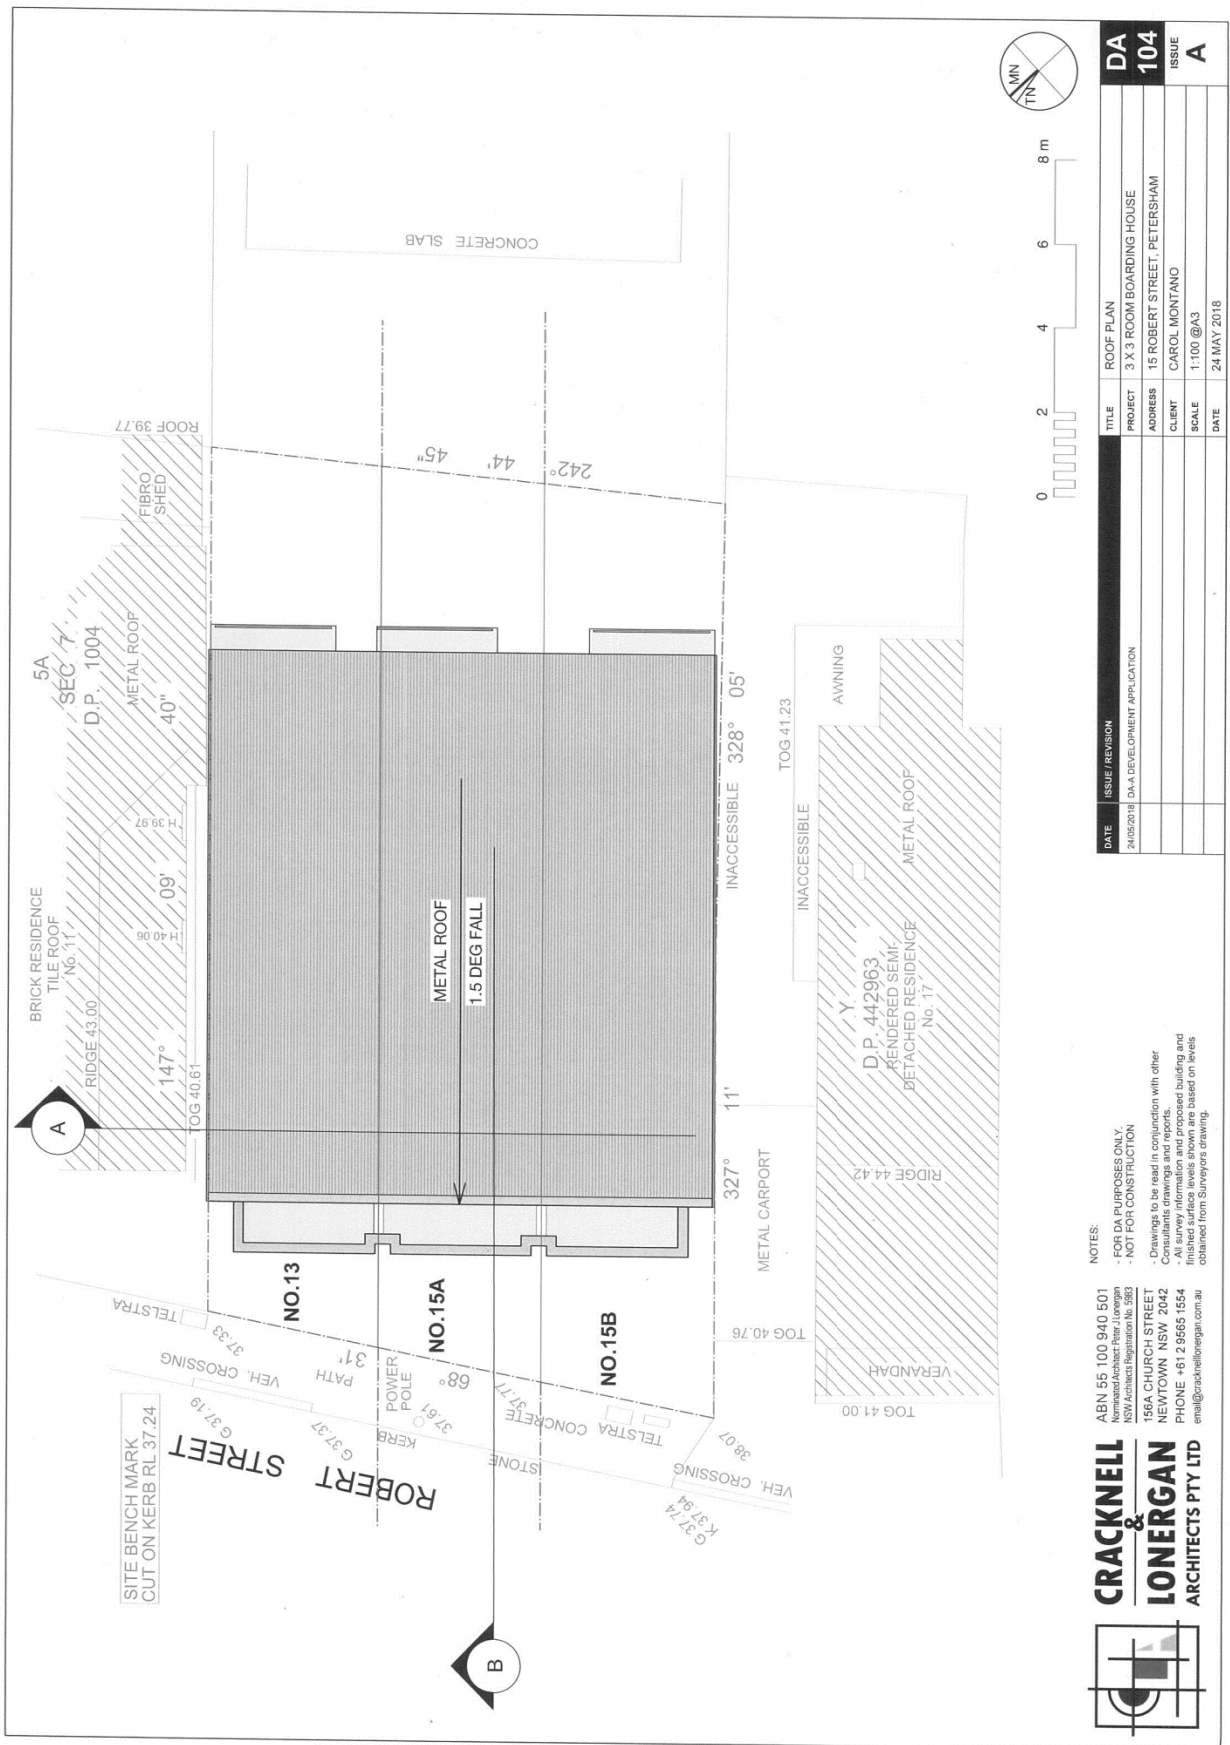 SITE BENCH MARK
CUT ON KERB RL 37.24
ROBERT STREET
G 37.19
G 37.37
VEH. CROSSING
37.33
TELSTRA
PATH
31'
POWER
POLE
68°
37.61
KERB
STONE
37.77
CONCRETE
TELSTRA
38.07
VEH. CROSSING
G 37.74
K 37.94
NO.13
NO.15A
NO.15B
A
B
BRICK RESIDENCE
TILE ROOF
No. 11
RIDGE 43.00
147°
09'
40"
TOG 40.61
H 40.06
H 39.97
5A
SEC 7
D.P. 1004
METAL ROOF
FIBRO
SHED
ROOF 39.77
METAL ROOF
1.5 DEG FALL
CONCRETE SLAB
45"
44'
242°
327°
11'
INACCESSIBLE
328°
05'
METAL CARPORT
TOG 40.76
INACCESSIBLE
TOG 41.23
AWNING
VERANDAH
TOG 41.00
RIDGE 44.42
Y
D.P. 442963
RENDERED SEMI-
DETACHED RESIDENCE
No. 17
METAL ROOF
0 2 4 6 8 m
TN MN
CRACKNELL
&
LONERGAN
ARCHITECTS PTY LTD
ABN 55 100 940 501
Nominated Architect: Peter J Lonergan
NSW Architects Registration No. 5983
156A CHURCH STREET
NEWTOWN NSW 2042
PHONE +61 2 9565 1554
email@cracknelllonergan.com.au
NOTES:
- FOR DA PURPOSES ONLY.
- NOT FOR CONSTRUCTION
- Drawings to be read in conjunction with other
Consultants drawings and reports.
- All survey information and proposed building and
finished surface levels shown are based on levels
obtained from Surveyors drawing.
DATE ISSUE / REVISION
24/05/2018 DA-A DEVELOPMENT APPLICATION
TITLE ROOF PLAN
PROJECT 3 X 3 ROOM BOARDING HOUSE
ADDRESS 15 ROBERT STREET, PETERSHAM
CLIENT CAROL MONTANO
SCALE 1:100 @A3
DATE 24 MAY 2018
DA
104
ISSUE
A